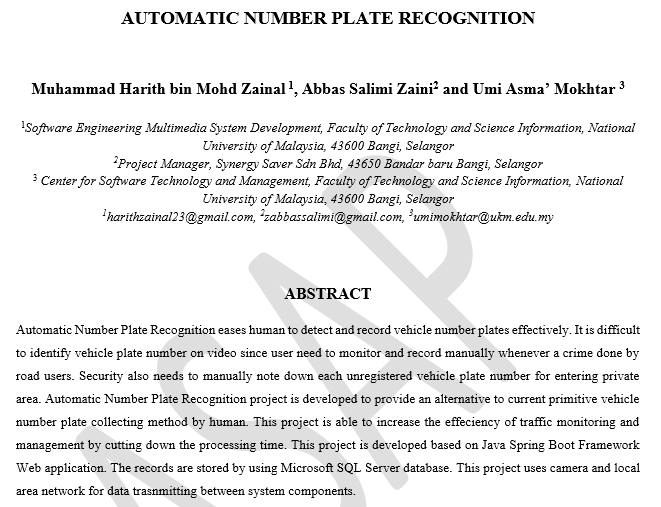 AUTOMATIC NUMBER PLATE RECOGNITION
Muhammad Harith bin Mohd Zainal 1, Abbas Salimi Zaini2 and Umi Asma’ Mokhtar 3
1Software Engineering Multimedia System Development, Faculty of Technology and Science Information, National
University of Malaysia, 43600 Bangi, Selangor
2Project Manager, Synergy Saver Sdn Bhd, 43650 Bandar baru Bangi, Selangor
3 Center for Software Technology and Management, Faculty of Technology and Science Information, National
University of Malaysia, 43600 Bangi, Selangor
1harithzainal23@gmail.com, 2zabbassalimi@gmail.com, 3umimokhtar@ukm.edu.my
ABSTRACT
Automatic Number Plate Recognition eases human to detect and record vehicle number plates effectively. It is difficult
to identify vehicle plate number on video since user need to monitor and record manually whenever a crime done by
road users. Security also needs to manually note down each unregistered vehicle plate number for entering private
area. Automatic Number Plate Recognition project is developed to provide an alternative to current primitive vehicle
number plate collecting method by human. This project is able to increase the effeciency of traffic monitoring and
management by cutting down the processing time. This project is developed based on Java Spring Boot Framework
Web application. The records are stored by using Microsoft SQL Server database. This project uses camera and local
area network for data trasnmitting between system components.
ASAP